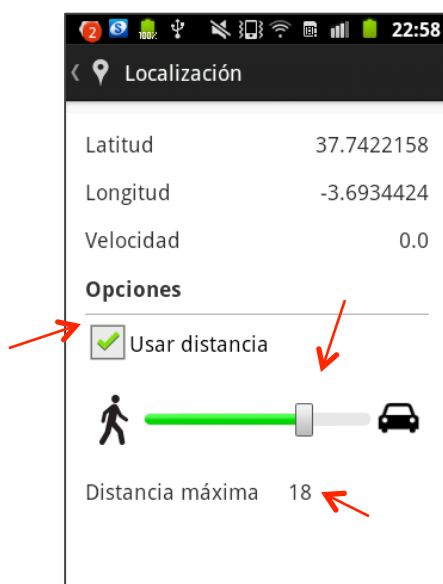 2 S 100% 22:58
Localización
Latitud 37.7422158
Longitud -3.6934424
Velocidad 0.0
Opciones
Usar distancia
Distancia máxima 18